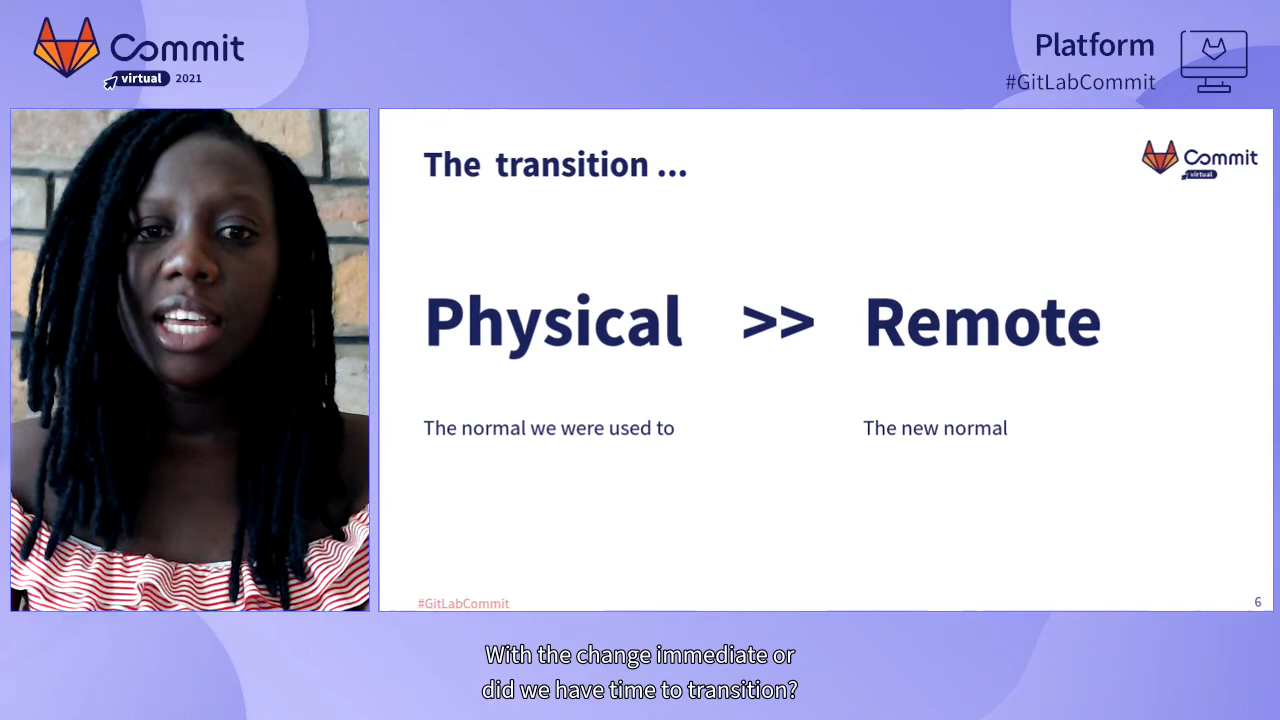 Commit
virtual 2021
Platform
#GitLabCommit
The transition ...
Commit
virtual
Physical >> Remote
The normal we were used to
The new normal
#GitLabCommit
6
With the change immediate or
did we have time to transition?